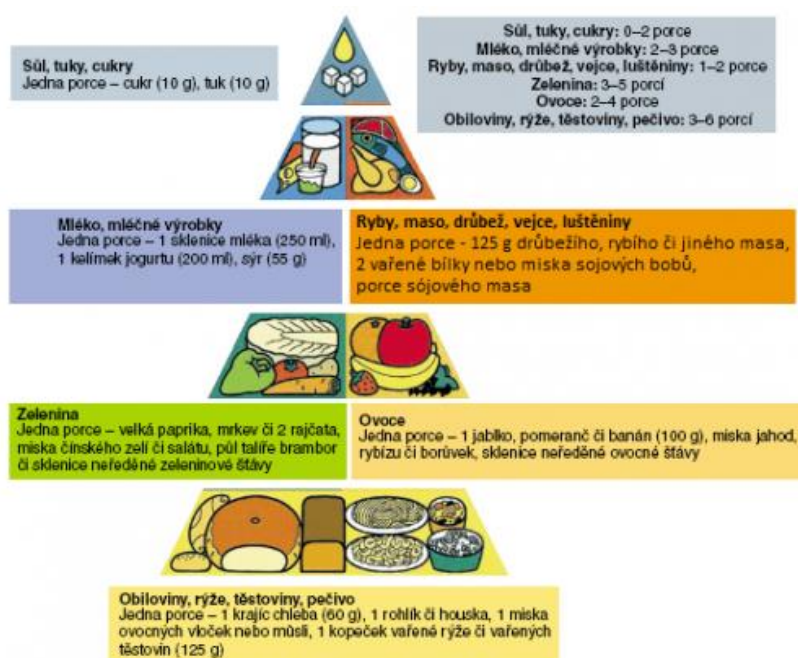 Sůl, tuky, cukry
Jedna porce – cukr (10 g), tuk (10 g)
Sůl, tuky, cukry: 0–2 porce
Mléko, mléčné výrobky: 2–3 porce
Ryby, maso, drůbež, vejce, luštěniny: 1–2 porce
Zelenina: 3–5 porcí
Ovoce: 2–4 porce
Obiloviny, rýže, těstoviny, pečivo: 3–6 porcí
Mléko, mléčné výrobky
Jedna porce – 1 sklenice mléka (250 ml),
1 kelímek jogurtu (200 ml), sýr (55 g)
Ryby, maso, drůbež, vejce, luštěniny
Jedna porce - 125 g drůbežího, rybího či jiného masa,
2 vařené bílky nebo miska sojových bobů,
porce sójového masa
Zelenina
Jedna porce – velká paprika, mrkev či 2 rajčata,
miska čínského zelí či salátu, půl talíře brambor
či sklenice neředěné zeleninové šťávy
Ovoce
Jedna porce – 1 jablko, pomeranč či banán (100 g), miska jahod,
rybízu či borůvek, sklenice neředěné ovocné šťávy
Obiloviny, rýže, těstoviny, pečivo
Jedna porce – 1 krajíc chleba (60 g), 1 rohlík či houska, 1 miska
ovocných vloček nebo müsli, 1 kopeček vařené rýže či vařených
těstovin (125 g)